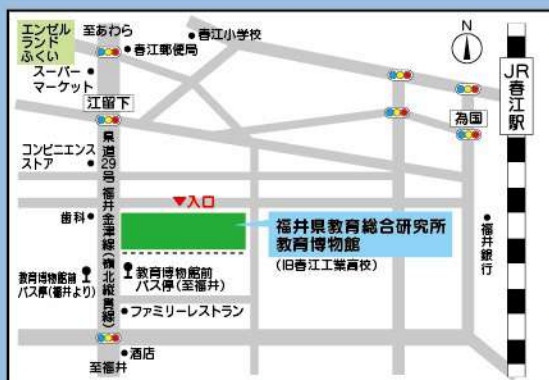 エンゼル
ランド
ふくい
至あわら
春江郵便局
春江小学校
N
JR春江駅
スーパー
マーケット
江留下
為国
コンビニエンス
ストア
県道29号 福井金津線(嶺北縦貫線)
▼入口
歯科
福井県教育総合研究所
教育博物館
(旧春江工業高校)
福井銀行
教育博物館前
バス停(福井より)
教育博物館前
バス停(至福井)
ファミリーレストラン
酒店
至福井